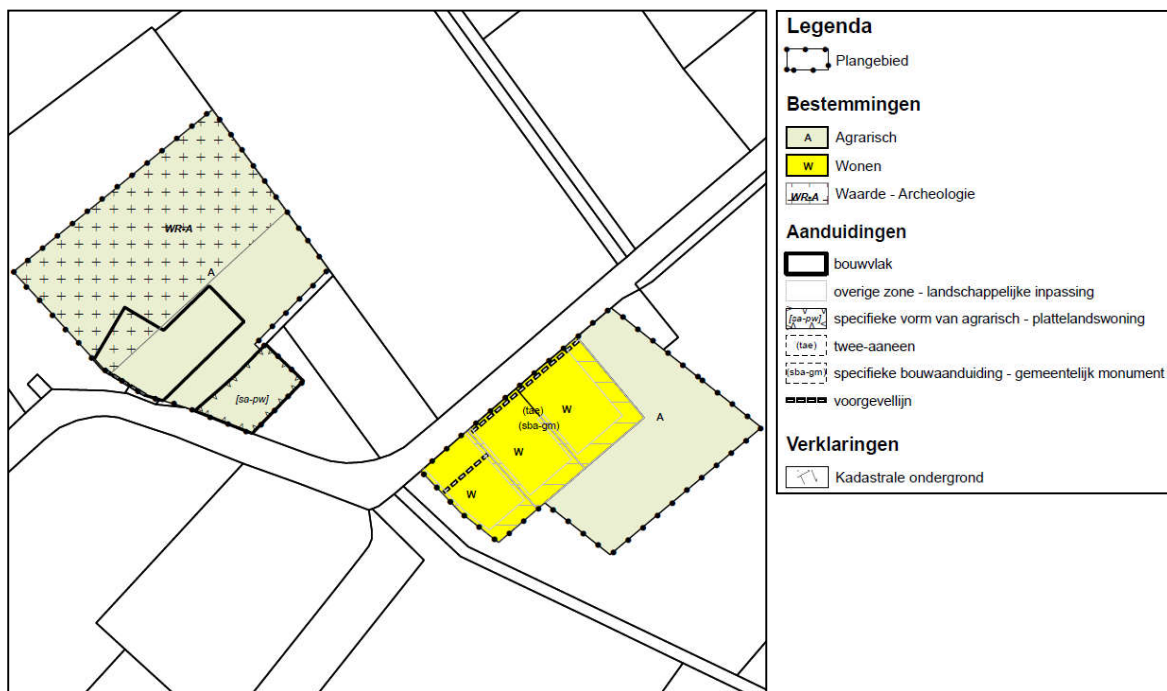 WR-A
A
[sa-pw]
(tae)
W
(sba-gm)
A
W
W
Legenda
Plangebied
Bestemmingen
A Agrarisch
W Wonen
WR-A Waarde - Archeologie
Aanduidingen
bouwvlak
overige zone - landschappelijke inpassing
[sa-pw] specifieke vorm van agrarisch - plattelandswoning
(tae) twee-aaneen
(sba-gm) specifieke bouwaanduiding - gemeentelijk monument
voorgevellijn
Verklaringen
Kadastrale ondergrond